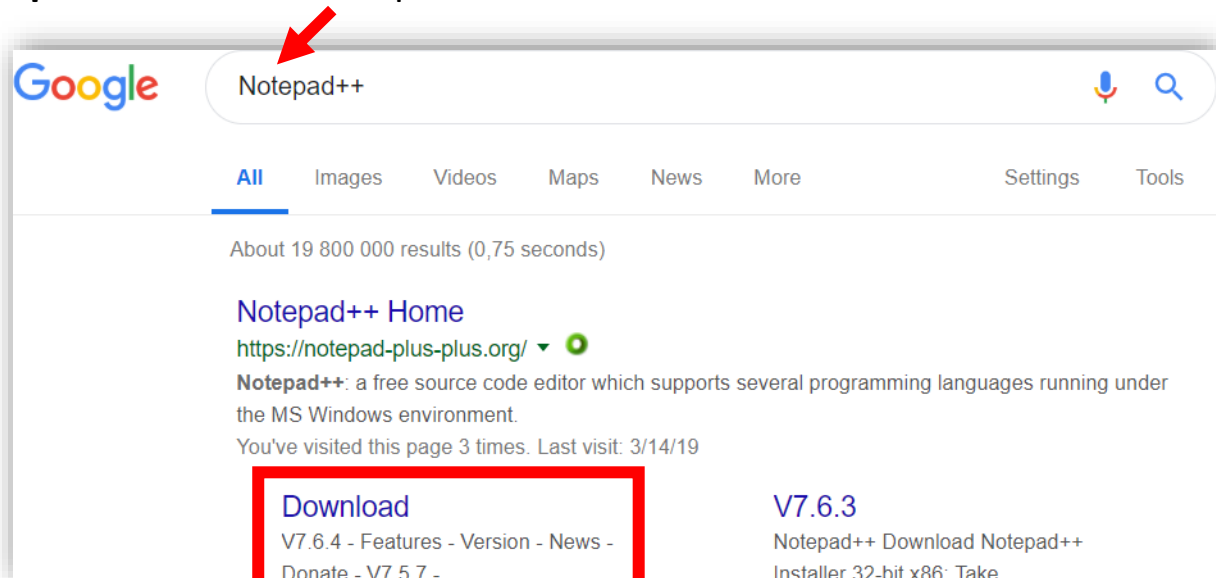 Google
Notepad++
All Images Videos Maps News More Settings Tools
About 19 800 000 results (0,75 seconds)
Notepad++ Home
https://notepad-plus-plus.org/
Notepad++: a free source code editor which supports several programming languages running under
the MS Windows environment.
You've visited this page 3 times. Last visit: 3/14/19
Download
V7.6.4 - Features - Version - News -
Donate - V7.5.7 -
V7.6.3
Notepad++ Download Notepad++
Installer 32-bit x86: Take